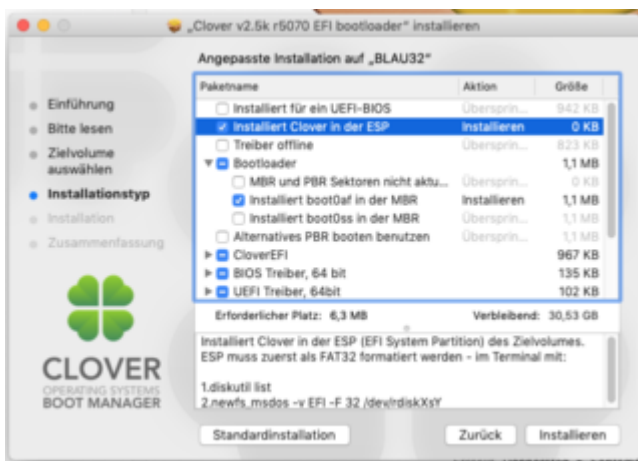 „Clover v2.5k r5070 EFI bootloader“ installieren
Angepasste Installation auf „BLAU32“
Einführung
Bitte lesen
Zielvolume
auswählen
Installationstyp
Installation
Zusammenfassung
CLOVER
OPERATING SYSTEMS
BOOT MANAGER
Paketname Aktion Größe
Installiert für ein UEFI-BIOS Übersprin... 942 KB
Installiert Clover in der ESP Installieren 0 KB
Treiber offline Übersprin... 823 KB
Bootloader 1,1 MB
MBR und PBR Sektoren nicht aktu... Übersprin... 0 KB
Installiert boot0af in der MBR Installieren 1,1 MB
Installiert boot0ss in der MBR Übersprin... 1,1 MB
Alternatives PBR booten benutzen Übersprin... 1,1 MB
CloverEFI 967 KB
BIOS Treiber, 64 bit 135 KB
UEFI Treiber, 64bit 102 KB
Erforderlicher Platz: 6,3 MB Verbleibend: 30,53 GB
Installiert Clover in der ESP (EFI System Partition) des Zielvolumes.
ESP muss zuerst als FAT32 formatiert werden - im Terminal mit:
1.diskutil list
2.newfs_msdos -v EFI -F 32 /dev/rdiskXsY
Standardinstallation Zurück Installieren